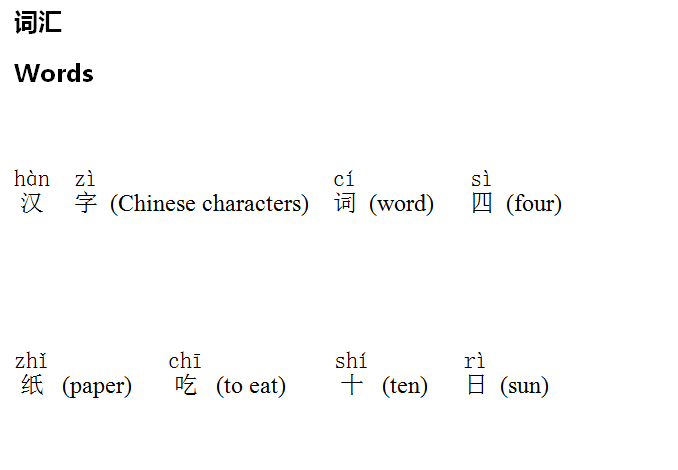 词汇
Words
hàn zì cí sì
汉 字 (Chinese characters) 词 (word) 四 (four)
zhǐ chī shí rì
纸 (paper) 吃 (to eat) 十 (ten) 日 (sun)